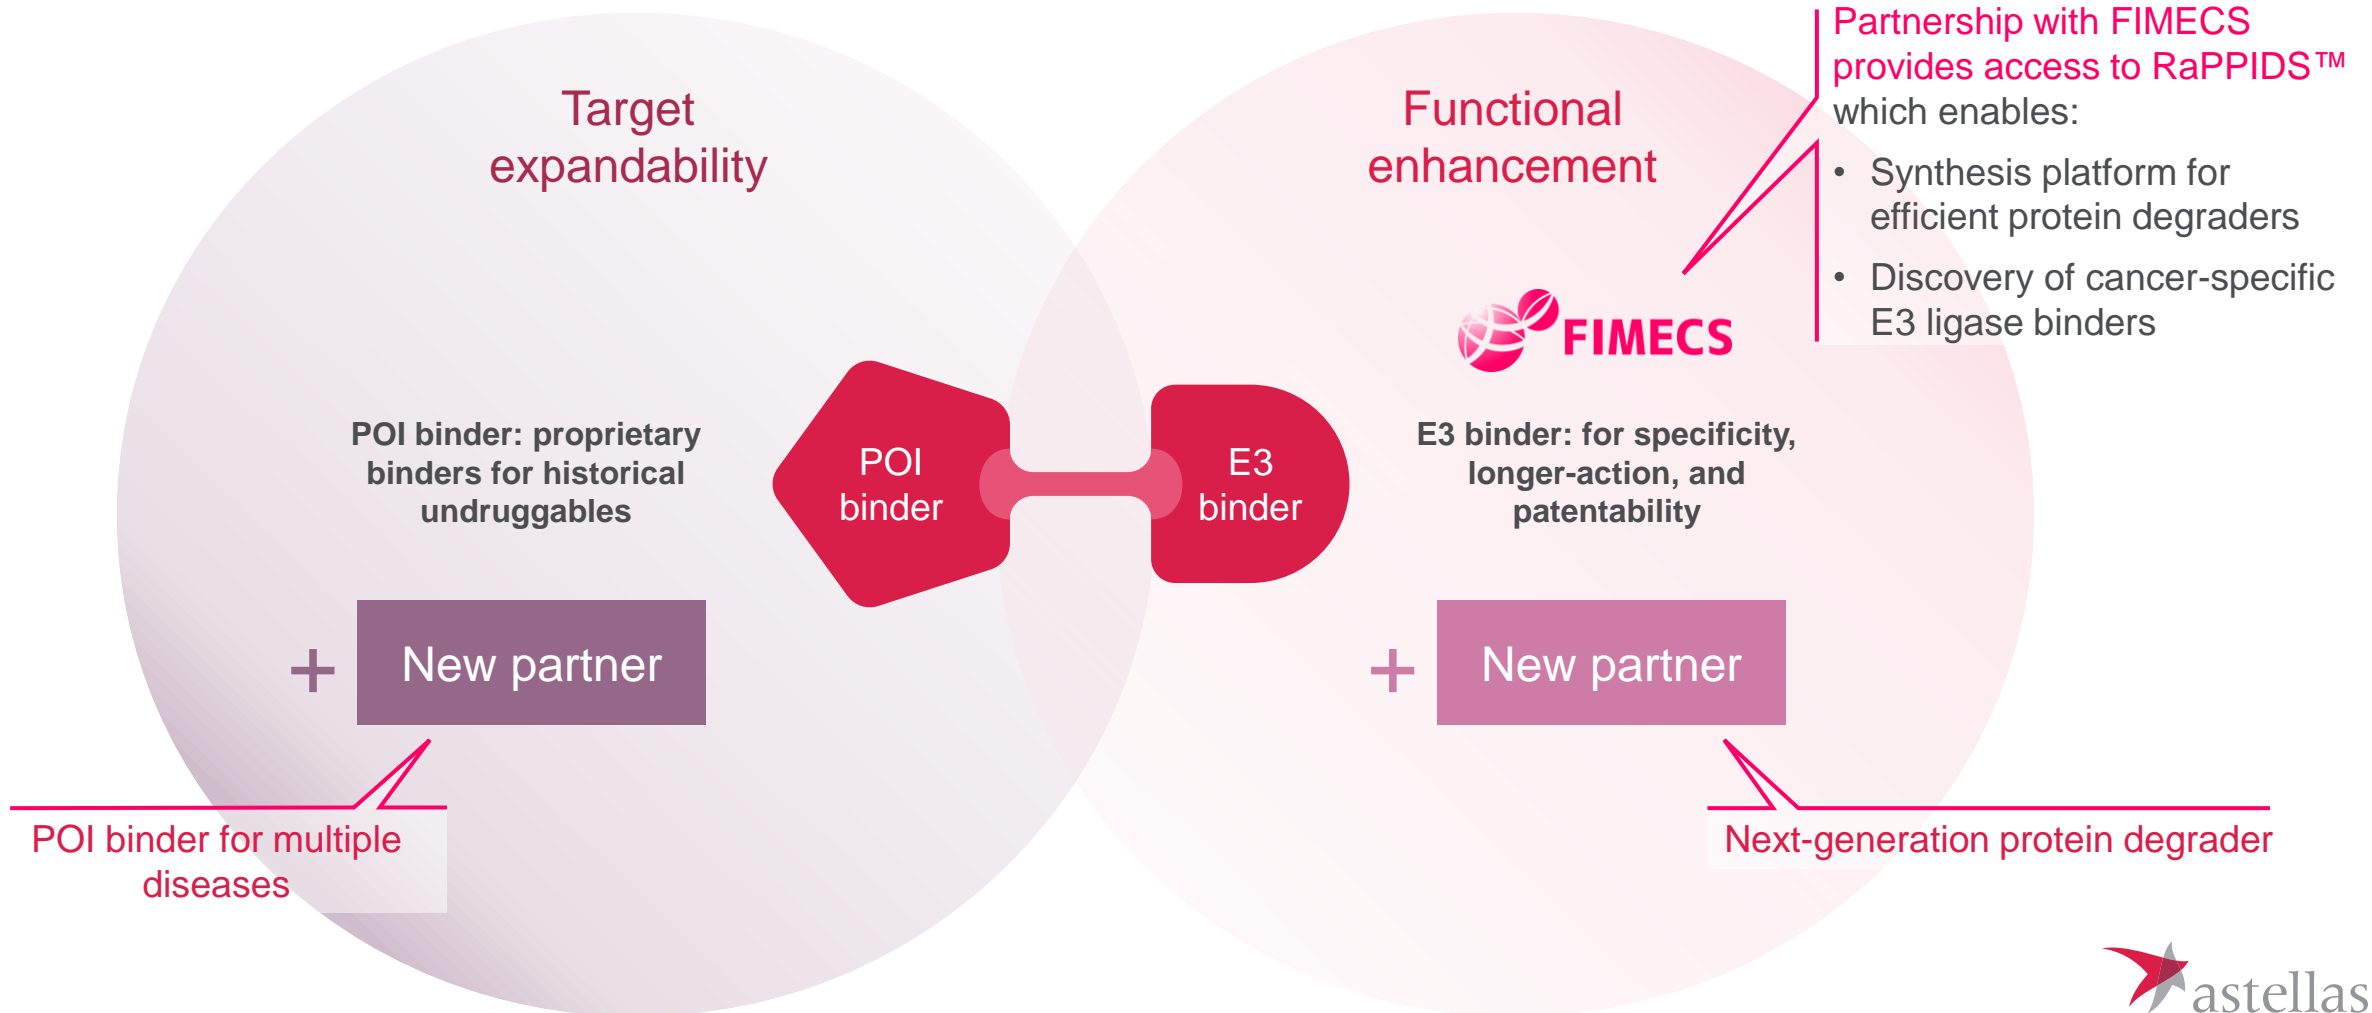 Target
expandability
Functional
enhancement
Partnership with FIMECS
provides access to RaPPIDS™
which enables:
• Synthesis platform for
efficient protein degraders
• Discovery of cancer-specific
E3 ligase binders
FIMECS
POI binder: proprietary
binders for historical
undruggables
POI
binder
E3
binder
E3 binder: for specificity,
longer-action, and
patentability
+ New partner
+ New partner
POI binder for multiple
diseases
Next-generation protein degrader
astellas